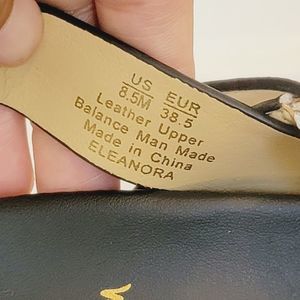 US EUR
8.5M 38.5
Leather Upper
Balance Man Made
Made in China
ELEANORA